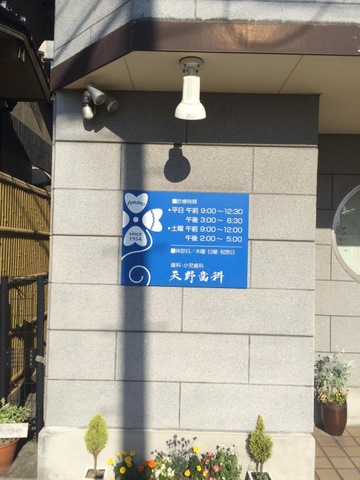 Amano
since
1954
■診療時間
●平日 午前 9:00～12:30
午後 3:00～ 6:30
●土曜 午前 9:00～12:00
午後 2:00～ 5:00
■休診日／木曜・日曜・祝祭日
歯科・小児歯科
天野歯科